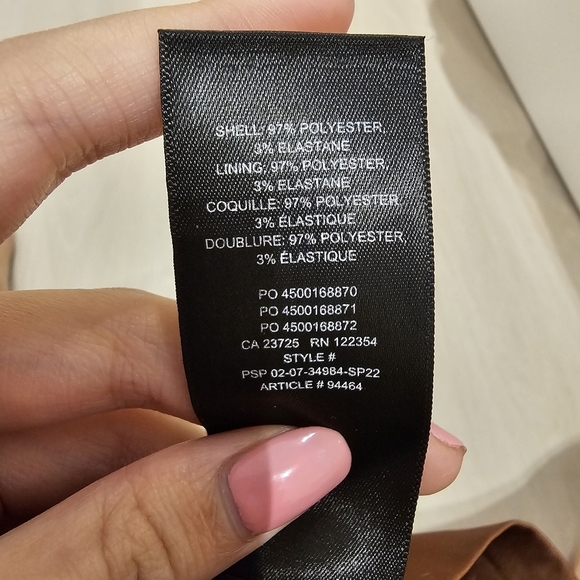 SHELL: 97% POLYESTER,
3% ELASTANE
LINING: 97% POLYESTER,
3% ELASTANE
COQUILLE: 97% POLYESTER,
3% ÉLASTIQUE
DOUBLURE: 97% POLYESTER,
3% ÉLASTIQUE
PO 4500168870
PO 4500168871
PO 4500168872
CA 23725 RN 122354
STYLE #
PSP 02-07-34984-SP22
ARTICLE # 94464